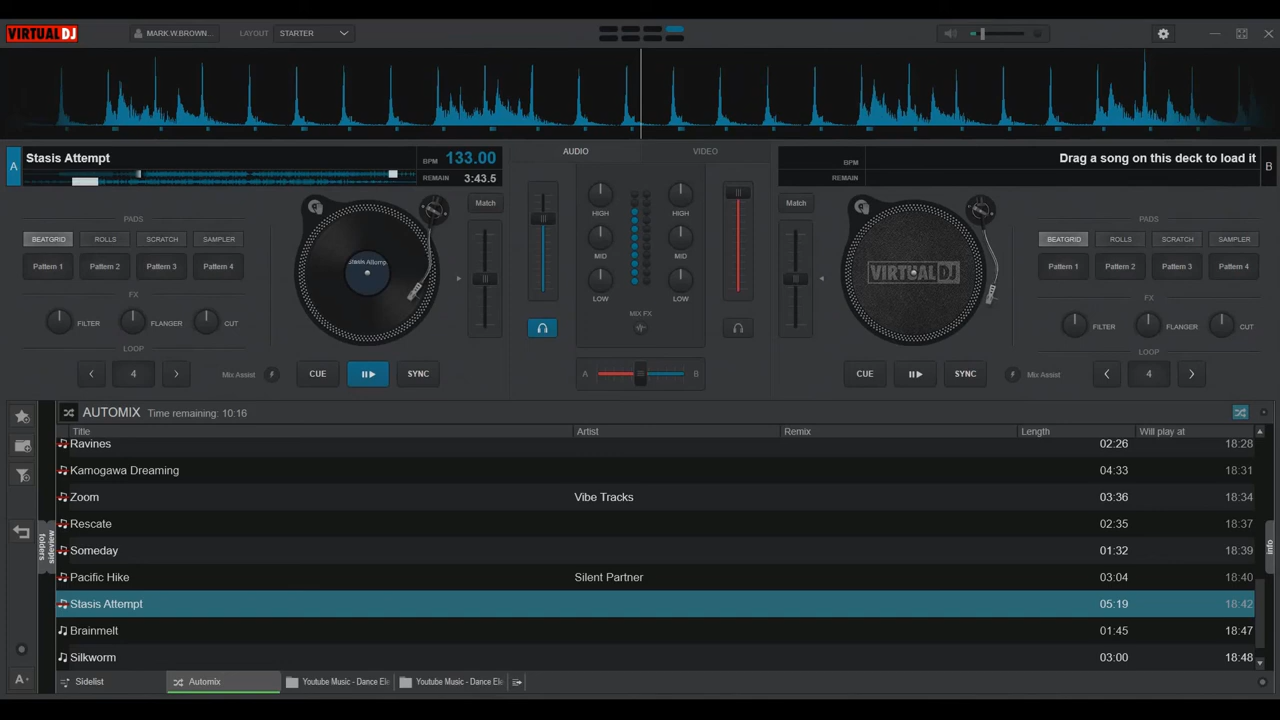 VIRTUALDJ
MARK.W.BROWN...
LAYOUT STARTER
A Stasis Attempt
BPM 133.00
REMAIN 3:43.5
AUDIO VIDEO
BPM
REMAIN
Drag a song on this deck to load it B
PADS
BEATGRID ROLLS SCRATCH SAMPLER
Pattern 1 Pattern 2 Pattern 3 Pattern 4
FX
FILTER FLANGER CUT
LOOP
< 4 > Mix Assist CUE SYNC
Stasis Attemp
Match
HIGH HIGH
MID MID
LOW LOW
MIX FX
A B
Match
VIRTUALDJ
PADS
BEATGRID ROLLS SCRATCH SAMPLER
Pattern 1 Pattern 2 Pattern 3 Pattern 4
FX
FILTER FLANGER CUT
LOOP
CUE SYNC Mix Assist < 4 >
AUTOMIX Time remaining: 10:16
Title Artist Remix Length Will play at
Ravines 02:26 18:28
Kamogawa Dreaming 04:33 18:31
Zoom Vibe Tracks 03:36 18:34
Rescate 02:35 18:37
Someday 01:32 18:39
Pacific Hike Silent Partner 03:04 18:40
Stasis Attempt 05:19 18:42
Brainmelt 01:45 18:47
Silkworm 03:00 18:48
folders
sideview
info
A
Sidelist Automix Youtube Music - Dance Ele Youtube Music - Dance Ele